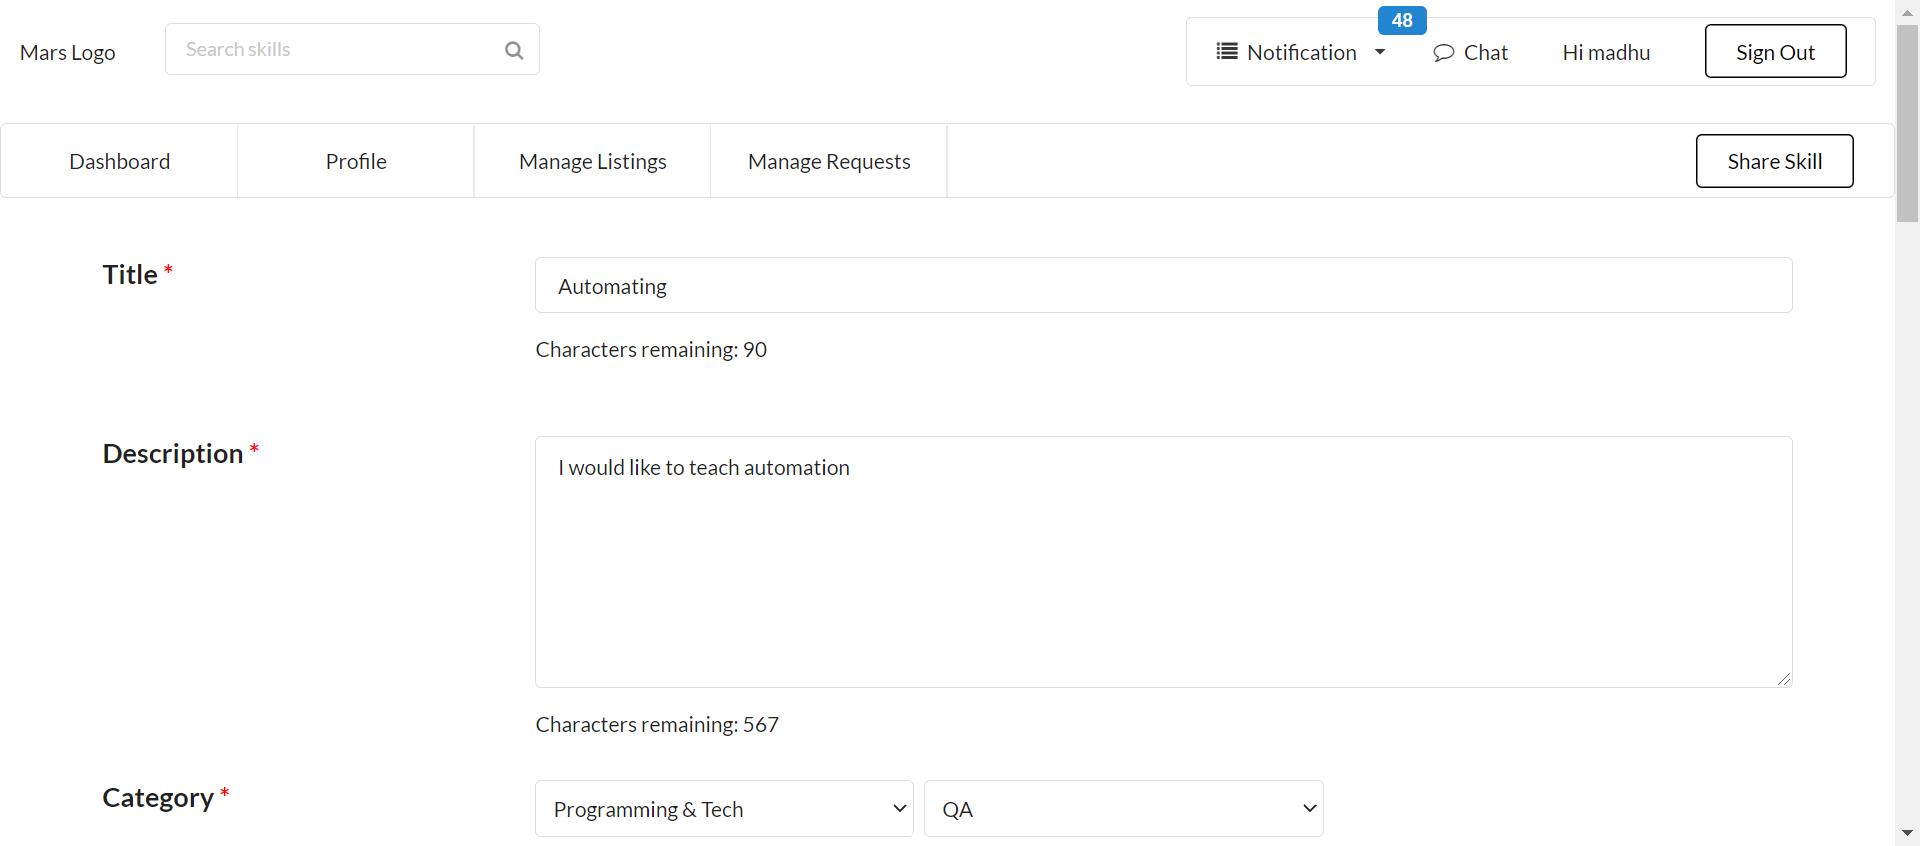 Mars Logo
Search skills
48
Notification
Chat
Hi madhu
Sign Out
Dashboard
Profile
Manage Listings
Manage Requests
Share Skill
Title *
Automating
Characters remaining: 90
Description *
I would like to teach automation
Characters remaining: 567
Category *
Programming & Tech
QA